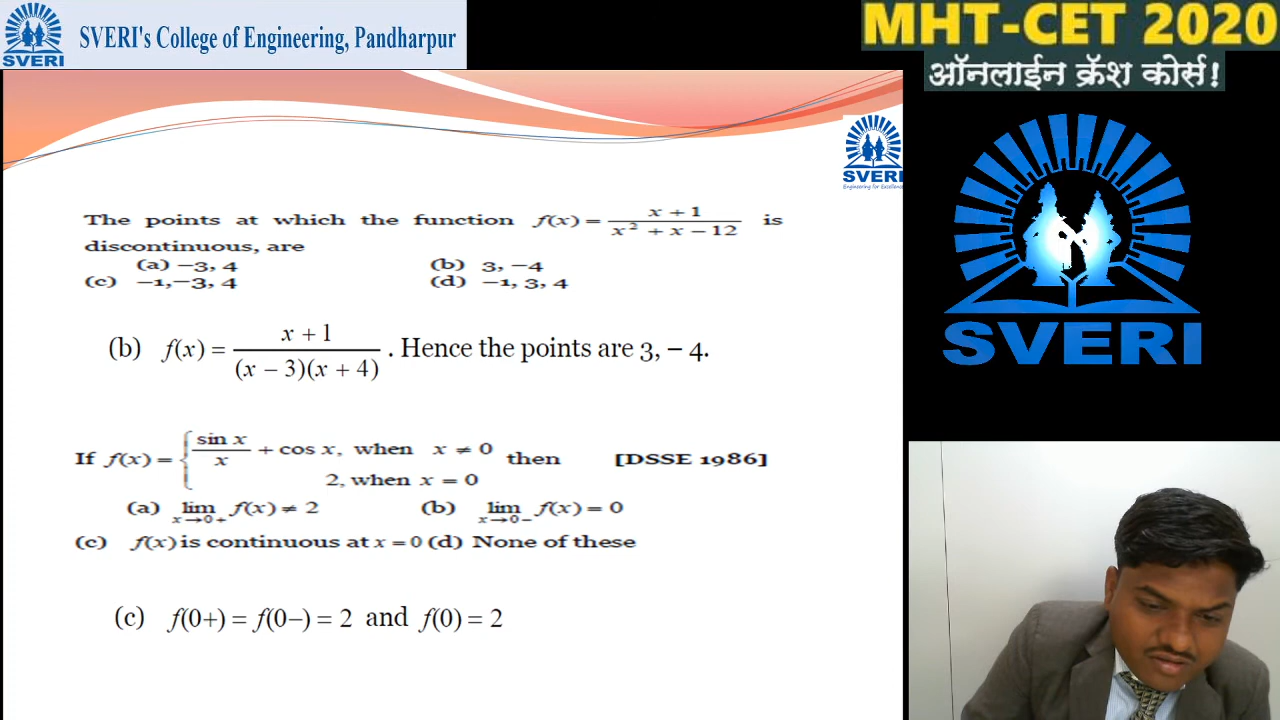 SVERI
SVERI's College of Engineering, Pandharpur
MHT-CET 2020
ऑनलाईन क्रॅश कोर्स!
SVERI
Engineering for Excellence
SVERI
The points at which the function f(x) = (x + 1)/(x² + x − 12) is
discontinuous, are
(a) −3, 4 (b) 3, −4
(c) −1, −3, 4 (d) −1, 3, 4
(b) f(x) = (x + 1)/((x − 3)(x + 4)) . Hence the points are 3, − 4.
If f(x) = { sin x/x + cos x, when x ≠ 0 then [DSSE 1986]
2, when x = 0
(a) lim x→0+ f(x) ≠ 2 (b) lim x→0− f(x) = 0
(c) f(x) is continuous at x = 0 (d) None of these
(c) f(0+) = f(0−) = 2 and f(0) = 2